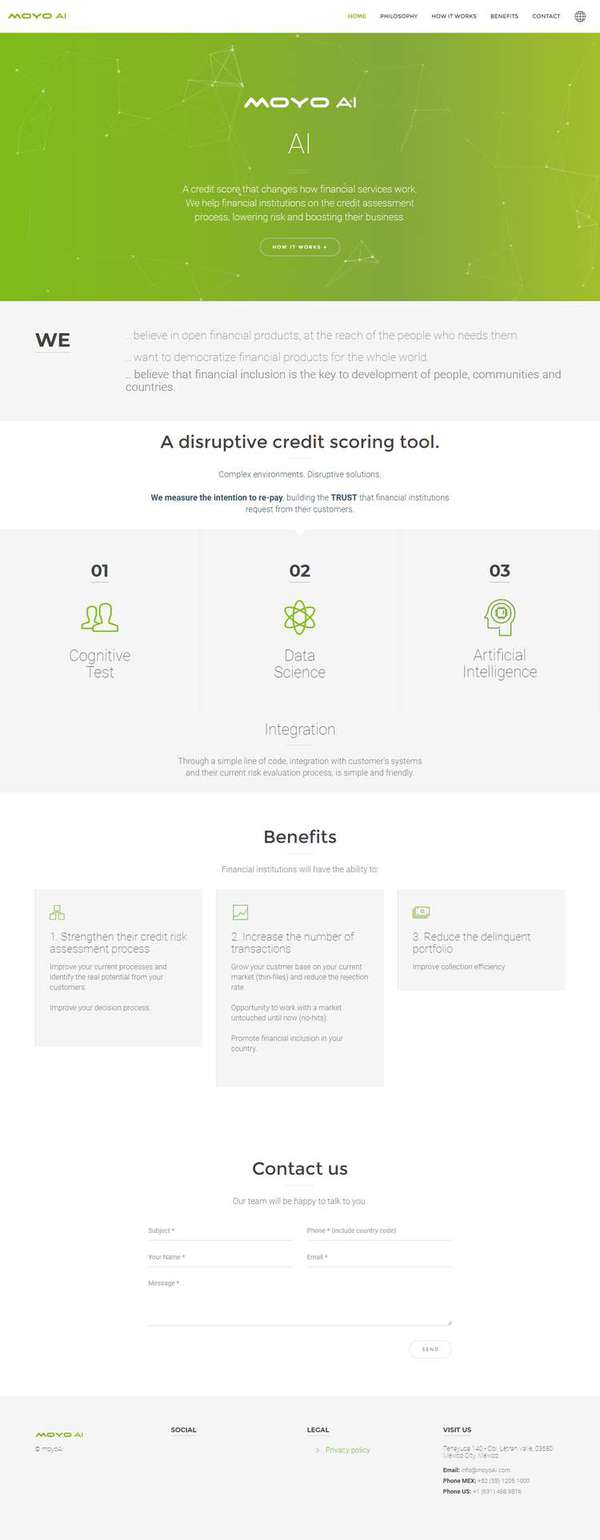 MOYO AI
HOME PHILOSOPHY HOW IT WORKS BENEFITS CONTACT
MOYO AI
AI
A credit score that changes how financial services work.
We help financial institutions on the credit assessment
process, lowering risk and boosting their business.
HOW IT WORKS
WE
... believe in open financial products, at the reach of the people who needs them.
... want to democratize financial products for the whole world.
... believe that financial inclusion is the key to development of people, communities and
countries.
A disruptive credit scoring tool.
Complex environments. Disruptive solutions.
We measure the intention to re-pay, building the TRUST that financial institutions
request from their customers.
01
02
03
Cognitive
Test
Data
Science
Artificial
Intelligence
Integration
Through a simple line of code, integration with customer's systems
and their current risk evaluation process, is simple and friendly.
Benefits
Financial institutions will have the ability to:
1. Strengthen their credit risk
assessment process
Improve your current processes and
identify the real potential from your
customers.
Improve your decision process.
2. Increase the number of
transactions
Grow your custmer base on your current
market (thin-files) and reduce the rejection
rate.
Opportunity to work with a market
untouched until now (no-hits).
Promote financial inclusion in your
country.
3. Reduce the delinquent
portfolio
Improve collection efficiency
Contact us
Our team will be happy to talk to you.
Subject *
Phone * (include country code)
Your Name *
Email *
Message *
SEND
MOYO AI
© moyoAI
SOCIAL
LEGAL
Privacy policy
VISIT US
Tenayuca 140 - Col. Letran Valle, 03650
Mexico City, Mexico
Email: info@moyoAi.com
Phone MEX: +52 (55) 1205 1000
Phone US: